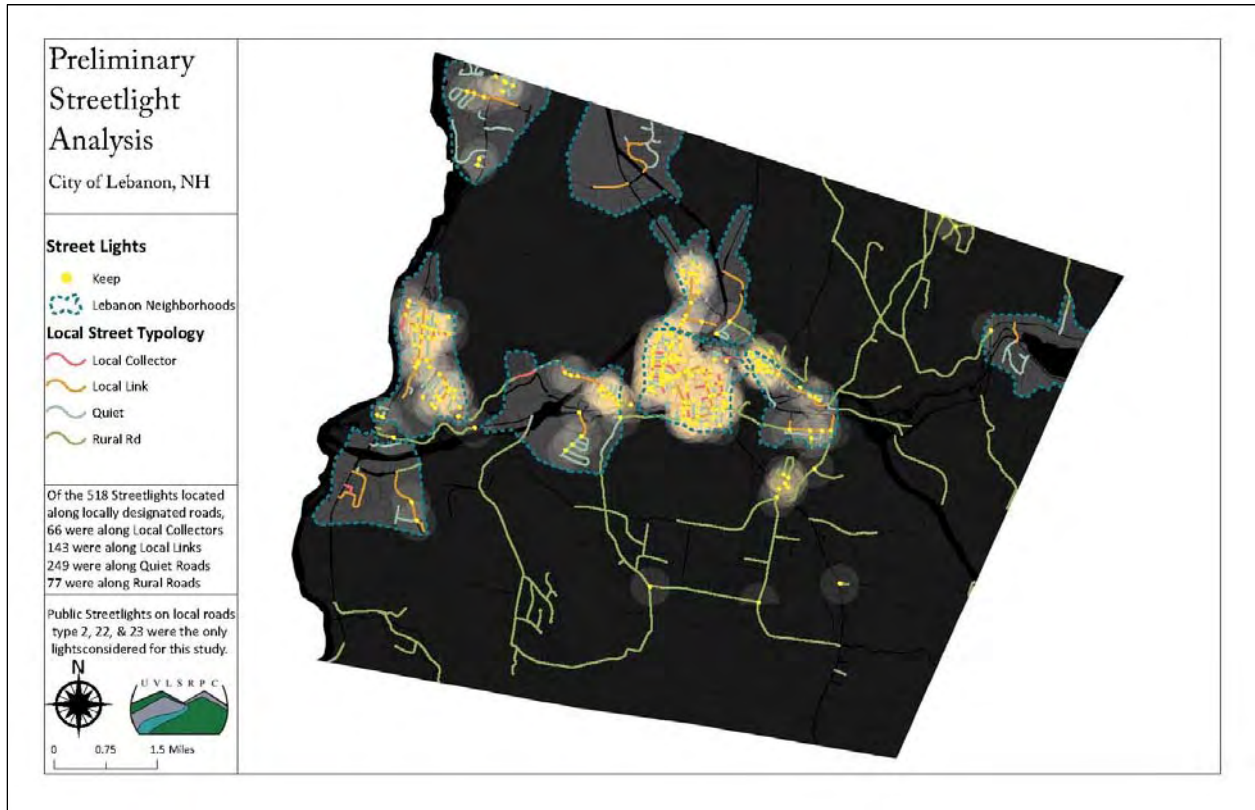 Preliminary
Streetlight
Analysis
City of Lebanon, NH
Street Lights
Keep
Lebanon Neighborhoods
Local Street Typology
Local Collector
Local Link
Quiet
Rural Rd
Of the 518 Streetlights located
along locally designated roads,
66 were along Local Collectors
143 were along Local Links
249 were along Quiet Roads
77 were along Rural Roads
Public Streetlights on local roads
type 2, 22, & 23 were the only
lightsconsidered for this study.
N
UVLSRPC
0 0.75 1.5 Miles